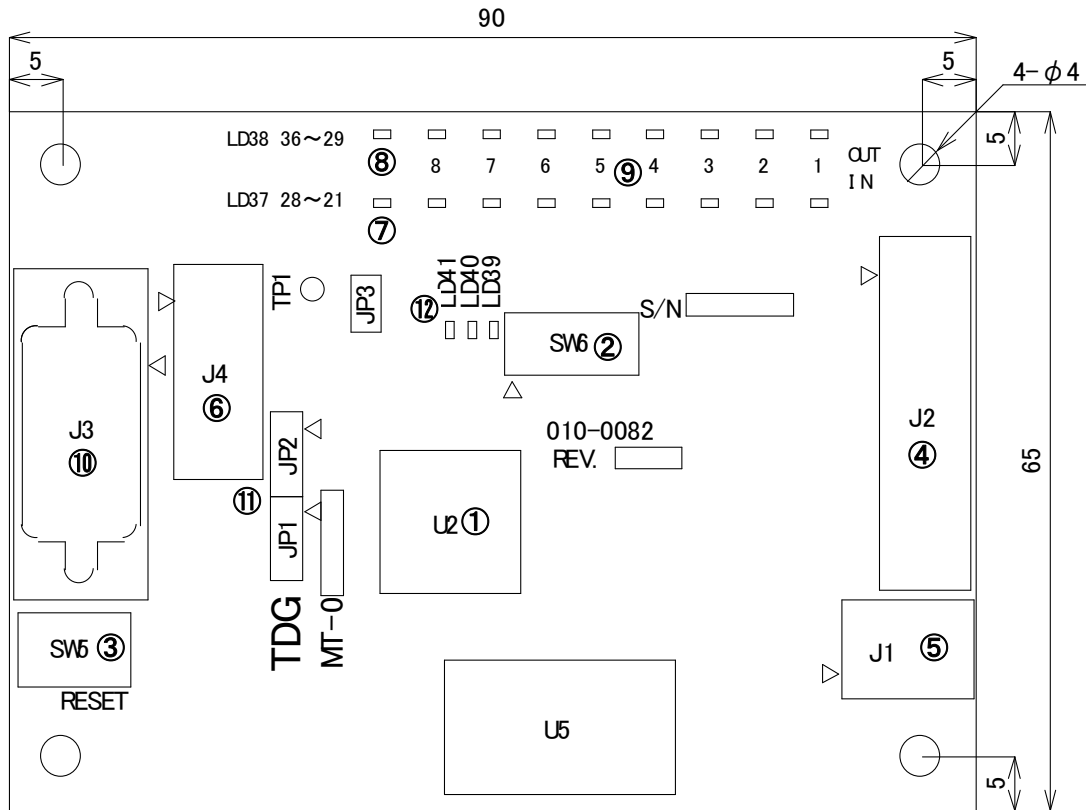 90
5
5
4-φ4
LD38 36～29
⑧ 8 7 6 5 ⑨ 4 3 2 1
OUT
IN
5
LD37 28～21
⑦
TP1
JP3
⑫
LD41
LD40
LD39
S/N
SW6 ②
J4
⑥
J3
⑩
J2
④
010-0082
REV.
65
JP2
⑪
JP1
U2 ①
TDG
MT-0
SW5 ③
RESET
J1 ⑤
U5
5